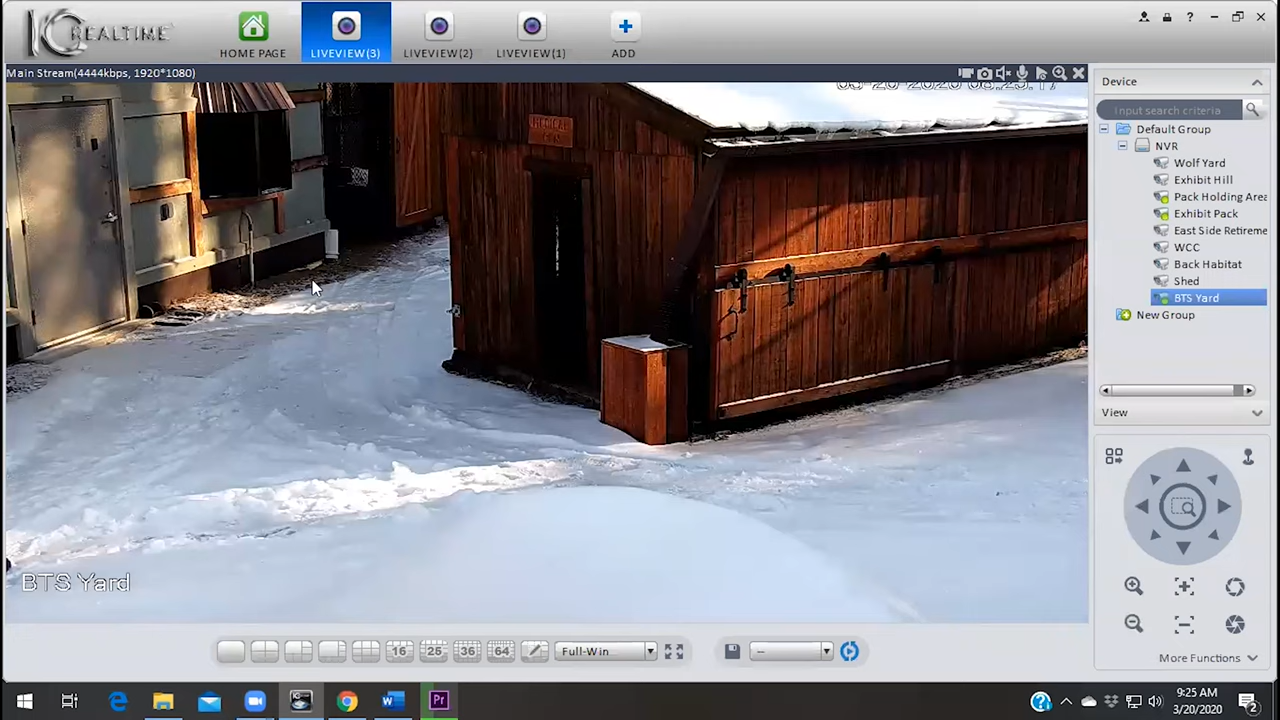 REALTIME
HOME PAGE
LIVEVIEW(3)
LIVEVIEW(2)
LIVEVIEW(1)
ADD
Main Stream(4444kbps, 1920*1080)
Device
Input search criteria
Default Group
NVR
Wolf Yard
Exhibit Hill
Pack Holding Area
Exhibit Pack
East Side Retireme
WCC
Back Habitat
Shed
BTS Yard
New Group
View
MEDICAL
BTS Yard
16
25
36
64
Full-Win
--
More Functions
9:25 AM
3/20/2020
2
W
Pr